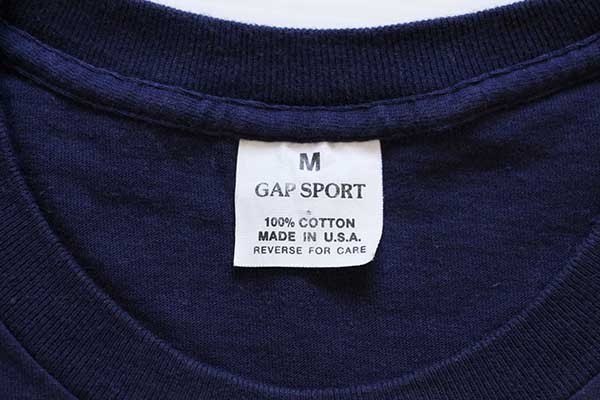 M
GAP SPORT
100% COTTON
MADE IN U.S.A.
REVERSE FOR CARE